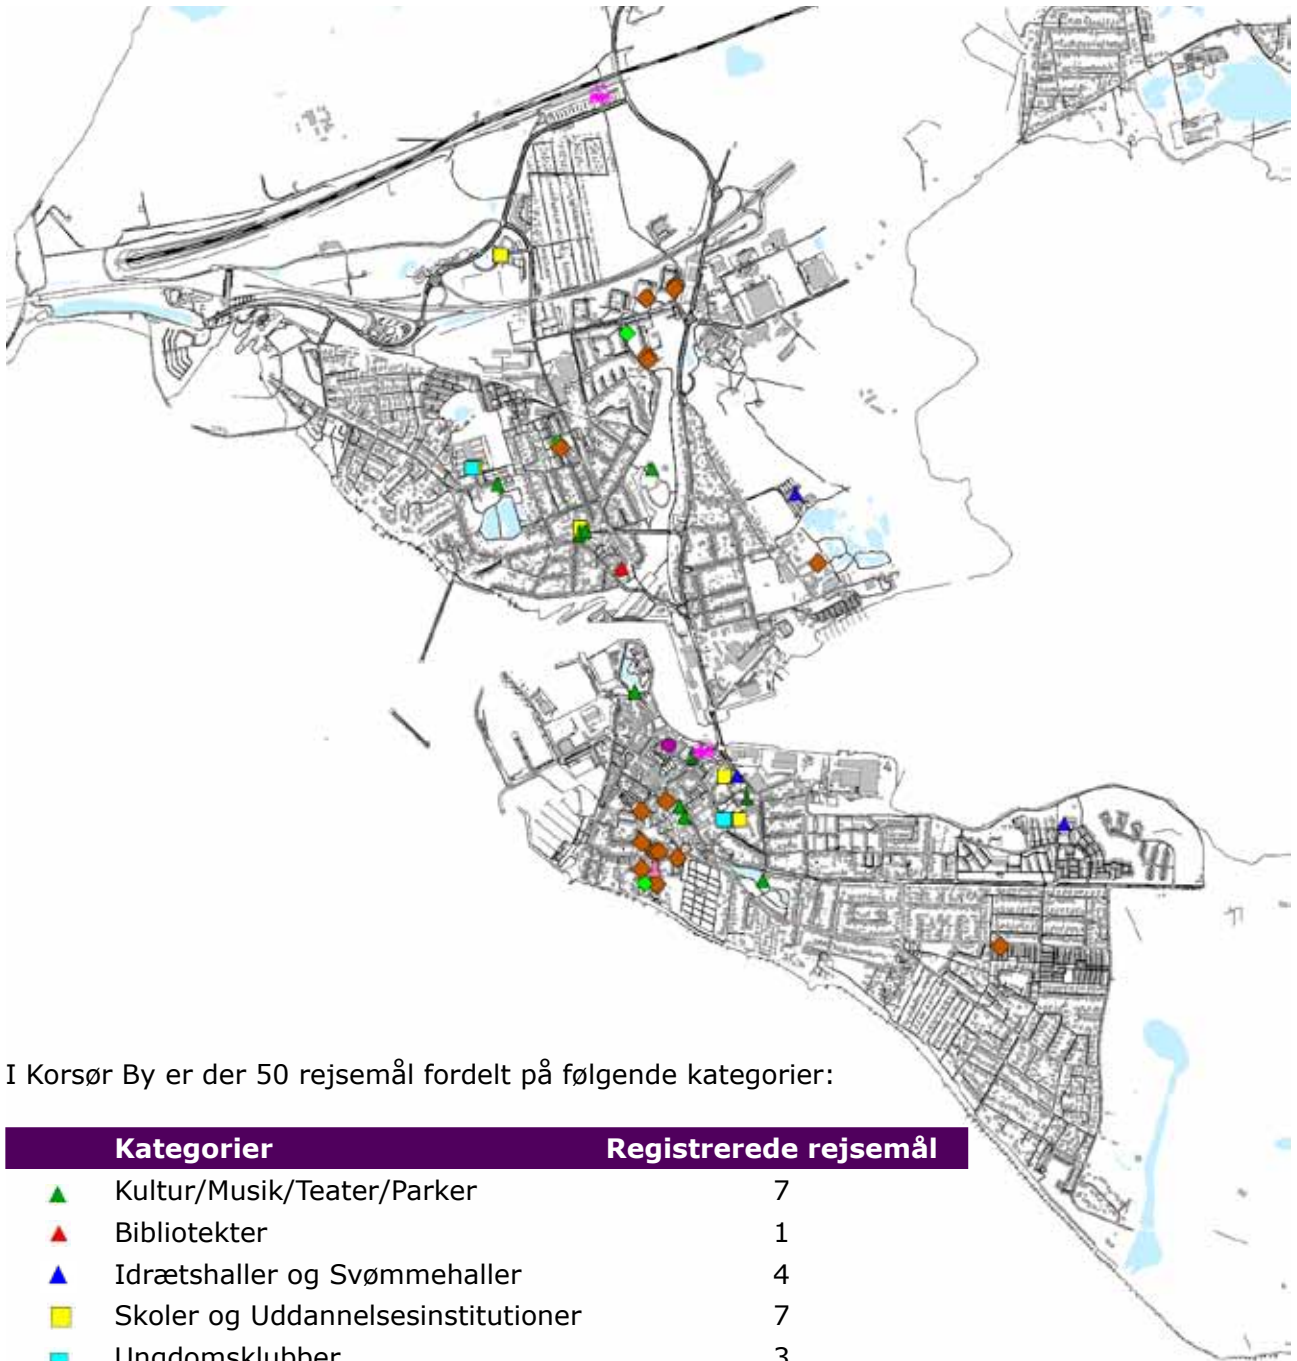 I Korsør By er der 50 rejsemål fordelt på følgende kategorier:
Kategorier Registrerede rejsemål
Kultur/Musik/Teater/Parker 7
Bibliotekter 1
Idrætshaller og Svømmehaller 4
Skoler og Uddannelsesinstitutioner 7
Ungdomsklubber 3